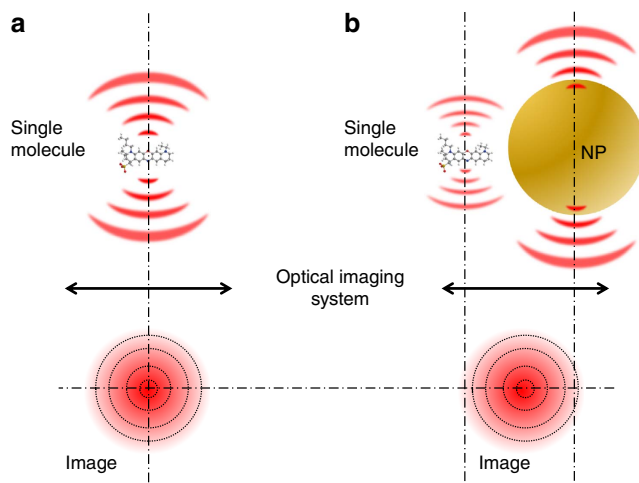 a
b
Single
molecule
Single
molecule
NP
Optical imaging
system
Image
Image